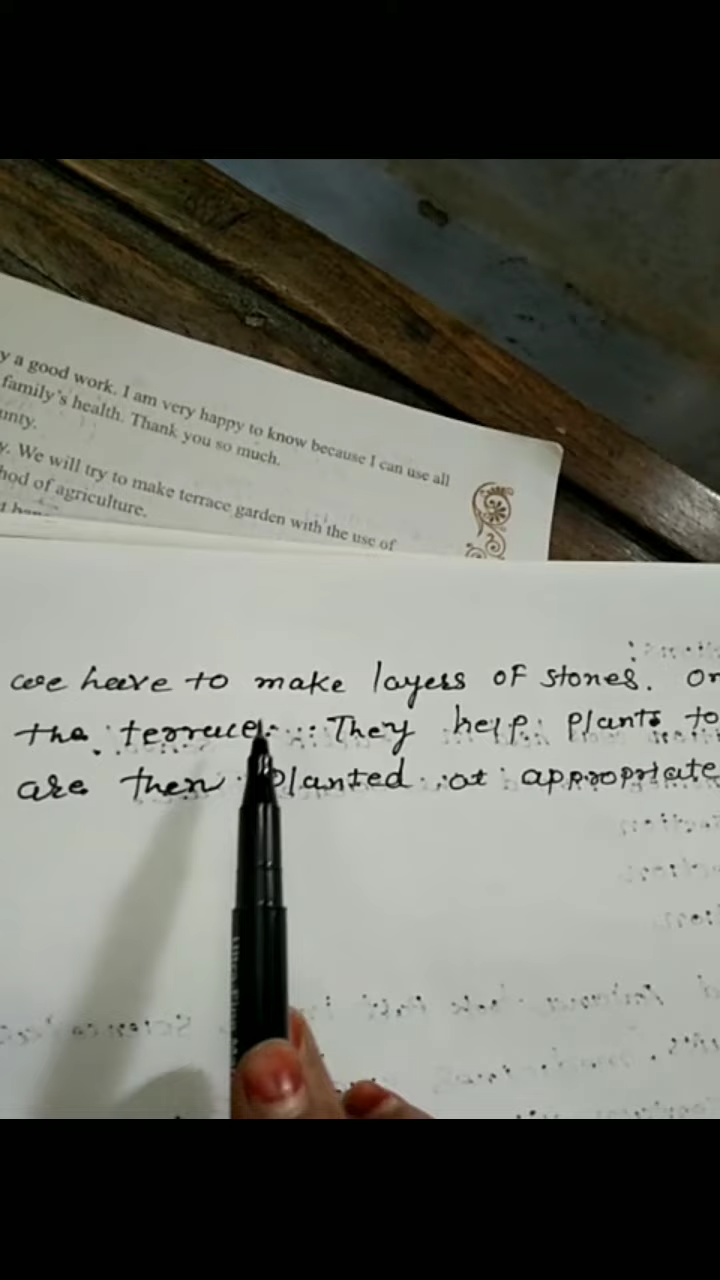 y a good work. I am very happy to know because I can use all
family's health. Thank you so much.
unty.
y. We will try to make terrace garden with the use of
hod of agriculture.
we have to make layers of stones. On
the terrace. They help plants to
are then planted at appropriate